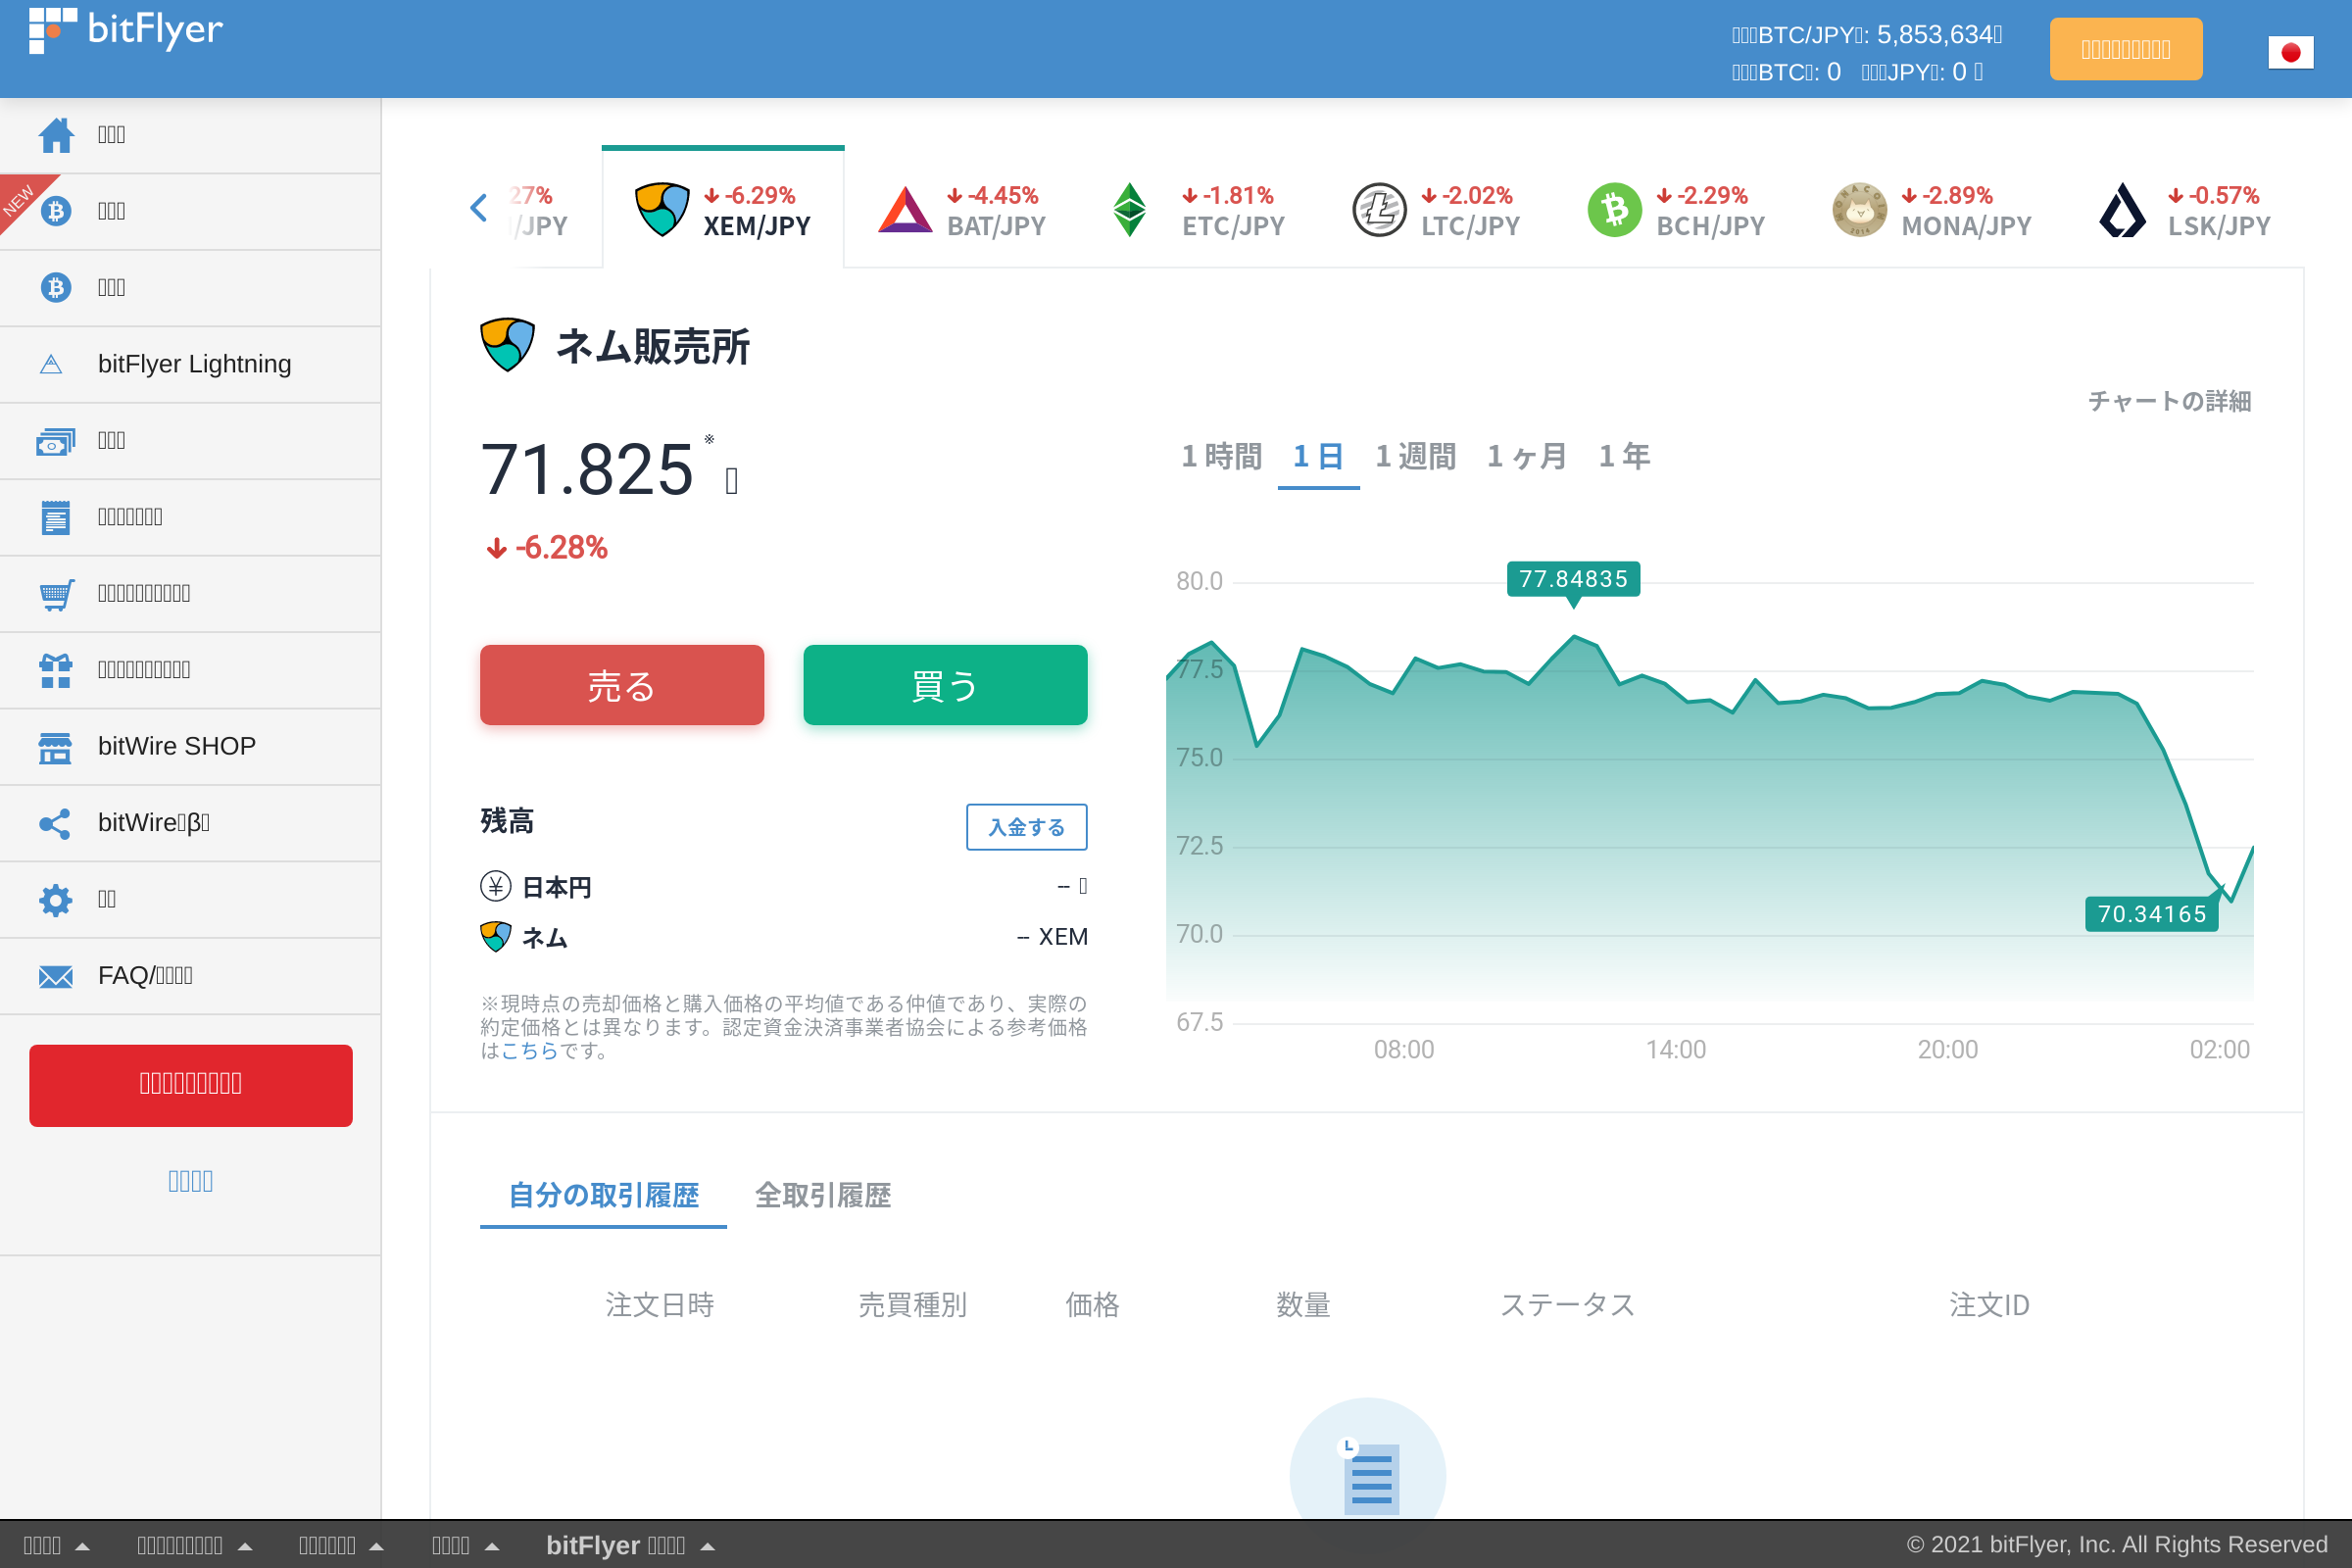 bitFlyer
BTC/JPY: 5,853,634
BTC: 0 JPY: 0
NEW
bitFlyer Lightning
bitWire SHOP
bitWire β
FAQ/
27%
/JPY
-6.29%
XEM/JPY
-4.45%
BAT/JPY
-1.81%
ETC/JPY
-2.02%
LTC/JPY
-2.29%
BCH/JPY
-2.89%
MONA/JPY
-0.57%
LSK/JPY
ネム販売所
チャートの詳細
71.825 ※
-6.28%
1 時間 1 日 1 週間 1 ヶ月 1 年
売る 買う
残高 入金する
日本円 --
ネム -- XEM
※現時点の売却価格と購入価格の平均値である仲値であり、実際の
約定価格とは異なります。認定資金決済事業者協会による参考価格
はこちらです。
80.0
77.5
75.0
72.5
70.0
67.5
77.84835
70.34165
08:00 14:00 20:00 02:00
自分の取引履歴 全取引履歴
注文日時 売買種別 価格 数量 ステータス 注文ID
bitFlyer
© 2021 bitFlyer, Inc. All Rights Reserved